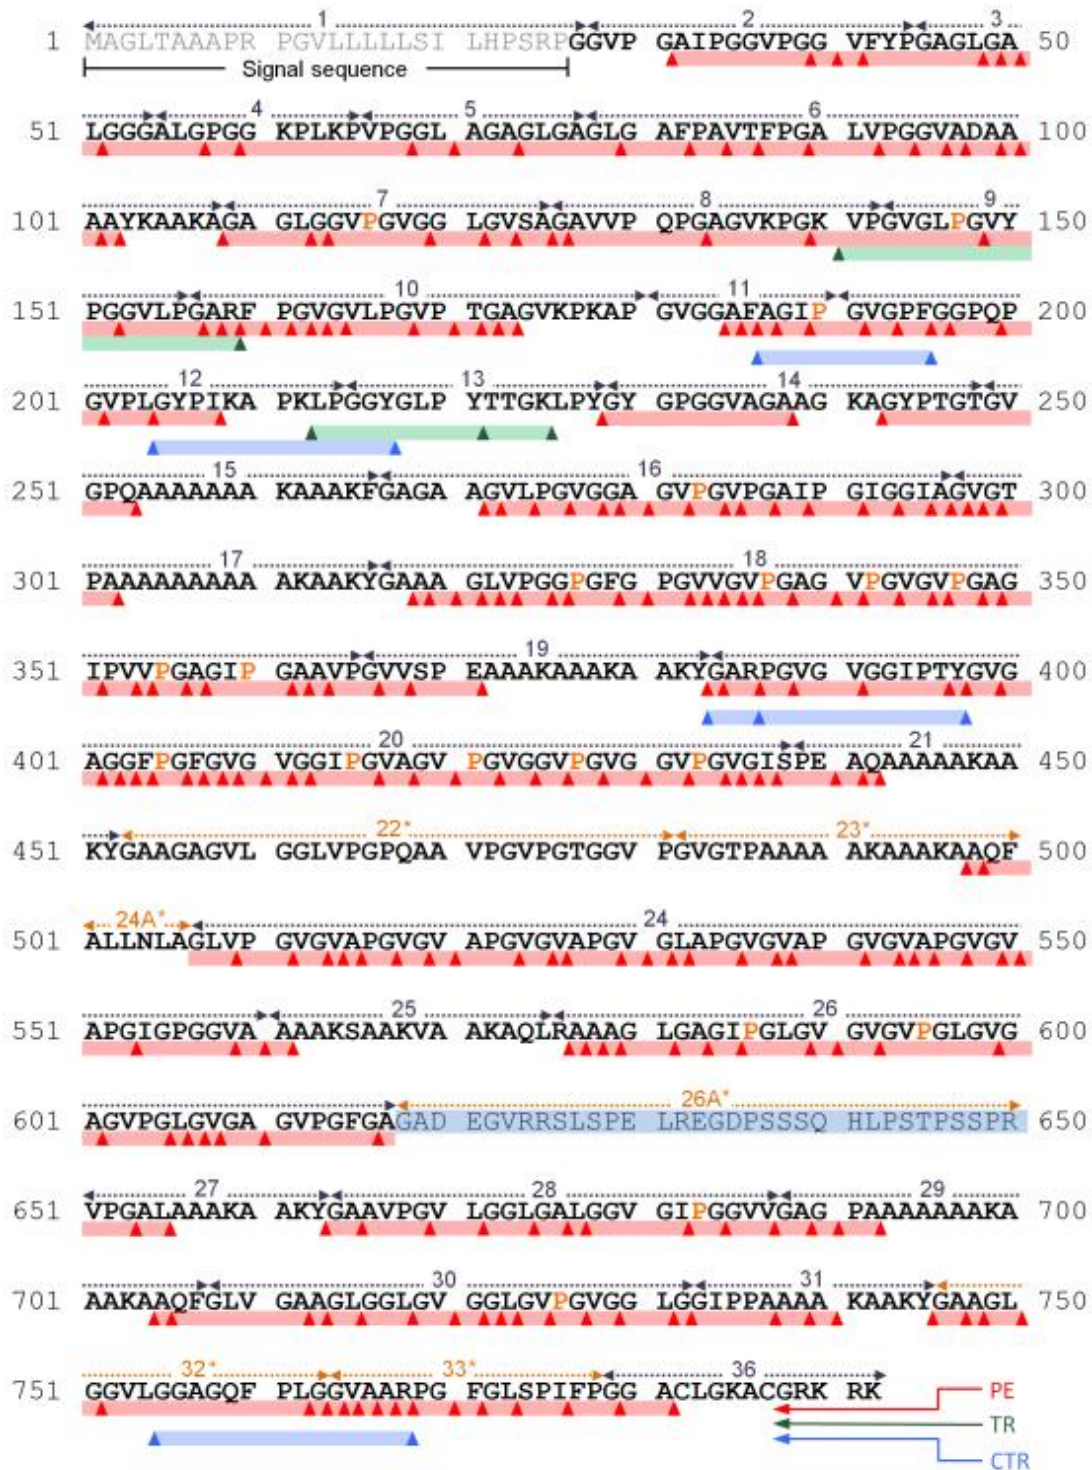 1 2 3
1 MAGLTAAAPR PGVLLLLLSI LHPSRPGGVP GAIPGGVPGG VFYPGAGLGA 50
Signal sequence
4 5 6
51 LGGGALGPGG KPLKPVPGGL AGAGLGAGLG AFPAVTFPGA LVPGGVADAA 100
7 8 9
101 AAYKAAKAGA GLGGVPGVGG LGVSAGAVVP QPGAGVKPGK VPGVGLPGVY 150
10 11
151 PGGVLPGARF PGVGVLPGVP TGAGVKPKAP GVGGAFAGIP GVGPFGGPQP 200
12 13 14
201 GVPLGYPIKA PKLPGGYGLP YTTGKLPYGY GPGGVAGAAG KAGYPTGTGV 250
15 16
251 GPQAAAAAAA KAAAKFGAGA AGVLPGVGGA GVPGVPGAIP GIGGIAGVGT 300
17 18
301 PAAAAAAAAA AKAAKYGAAA GLVPGGPGFG PGVVGVPGAG VPGVGVPGAG 350
19
351 IPVVPGAGIP GAAVPGVVSP EAAAKAAAKA AKYGARPGVG VGGIPTYGVG 400
20 21
401 AGGFPGFGVG VGGIPGVAGV PGVGGVPGVG GVPGVGISPE AQAAAAAKAA 450
22* 23*
451 KYGAAGAGVL GGLVPGPQAA VPGVPGTGGV PGVGTPAAAA AKAAAKAAQF 500
24A* 24
501 ALLNLAGLVP GVGVAPGVGV APGVGVAPGV GLAPGVGVAP GVGVAPGVGV 550
25 26
551 APGIGPGGVA AAAKSAAKVA AKAQLRAAAG LGAGIPGLGV GVGVPGLGVG 600
26A*
601 AGVPGLGVGA GVPGFGAGAD EGVRRSLSPE LREGDPSSSQ HLPSTPSSPR 650
27 28 29
651 VPGALAAAKA AKYGAAVPGV LGGLGALGGV GIPGGVVGAG PAAAAAAAKA 700
30 31
701 AAKAAQFGLV GAAGLGGLGV GGLGVPGVGG LGGIPPAAAA KAAKYGAAGL 750
32* 33* 36
751 GGVLGGAGQF PLGGVAARPG FGLSPIFPGG ACLGKACGRK RK
PE
TR
CTR